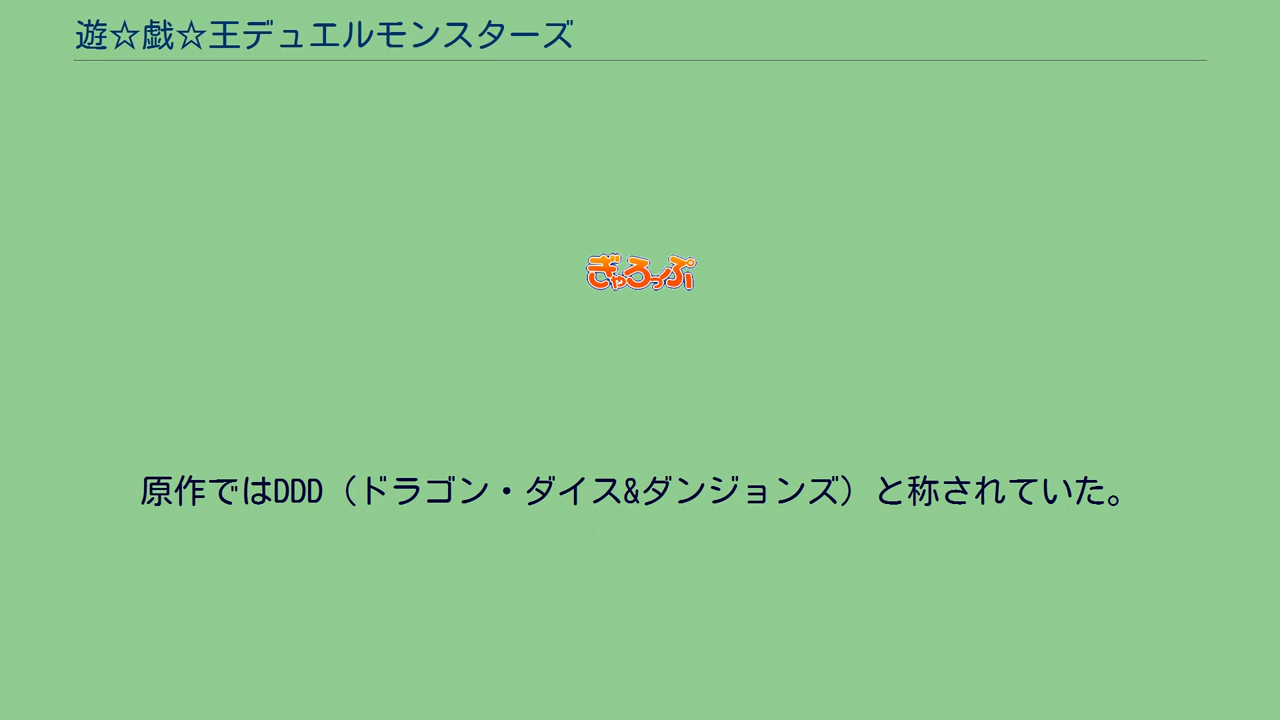 遊☆戯☆王デュエルモンスターズ
ぎゃろっぷ
原作ではDDD（ドラゴン・ダイス&ダンジョンズ）と称されていた。